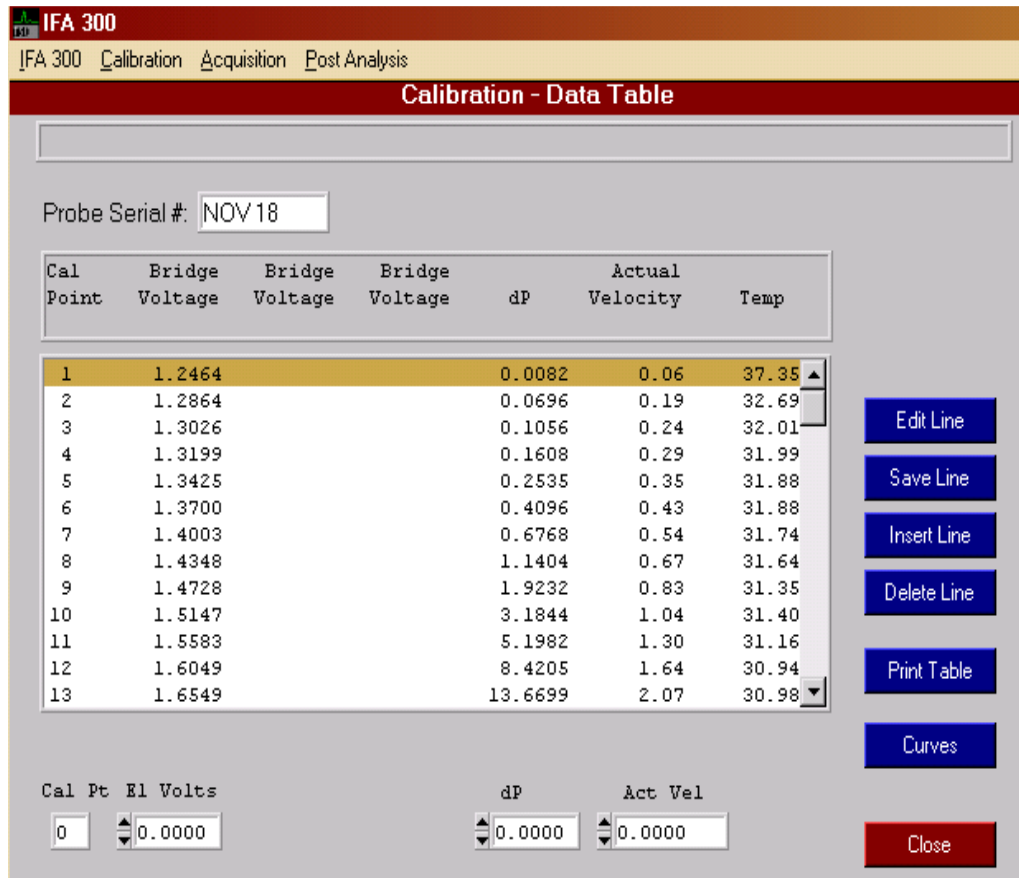 IFA 300
IFA 300 Calibration Acquisition Post Analysis
Calibration - Data Table
Probe Serial #: NOV 18
Cal Bridge Bridge Bridge Actual
Point Voltage Voltage Voltage dP Velocity Temp
1 1.2464 0.0082 0.06 37.35
2 1.2864 0.0696 0.19 32.69
3 1.3026 0.1056 0.24 32.01
4 1.3199 0.1608 0.29 31.99
5 1.3425 0.2535 0.35 31.88
6 1.3700 0.4096 0.43 31.88
7 1.4003 0.6768 0.54 31.74
8 1.4348 1.1404 0.67 31.64
9 1.4728 1.9232 0.83 31.35
10 1.5147 3.1844 1.04 31.40
11 1.5583 5.1982 1.30 31.16
12 1.6049 8.4205 1.64 30.94
13 1.6549 13.6699 2.07 30.98
Edit Line
Save Line
Insert Line
Delete Line
Print Table
Curves
Cal Pt El Volts dP Act Vel
0 0.0000 0.0000 0.0000
Close